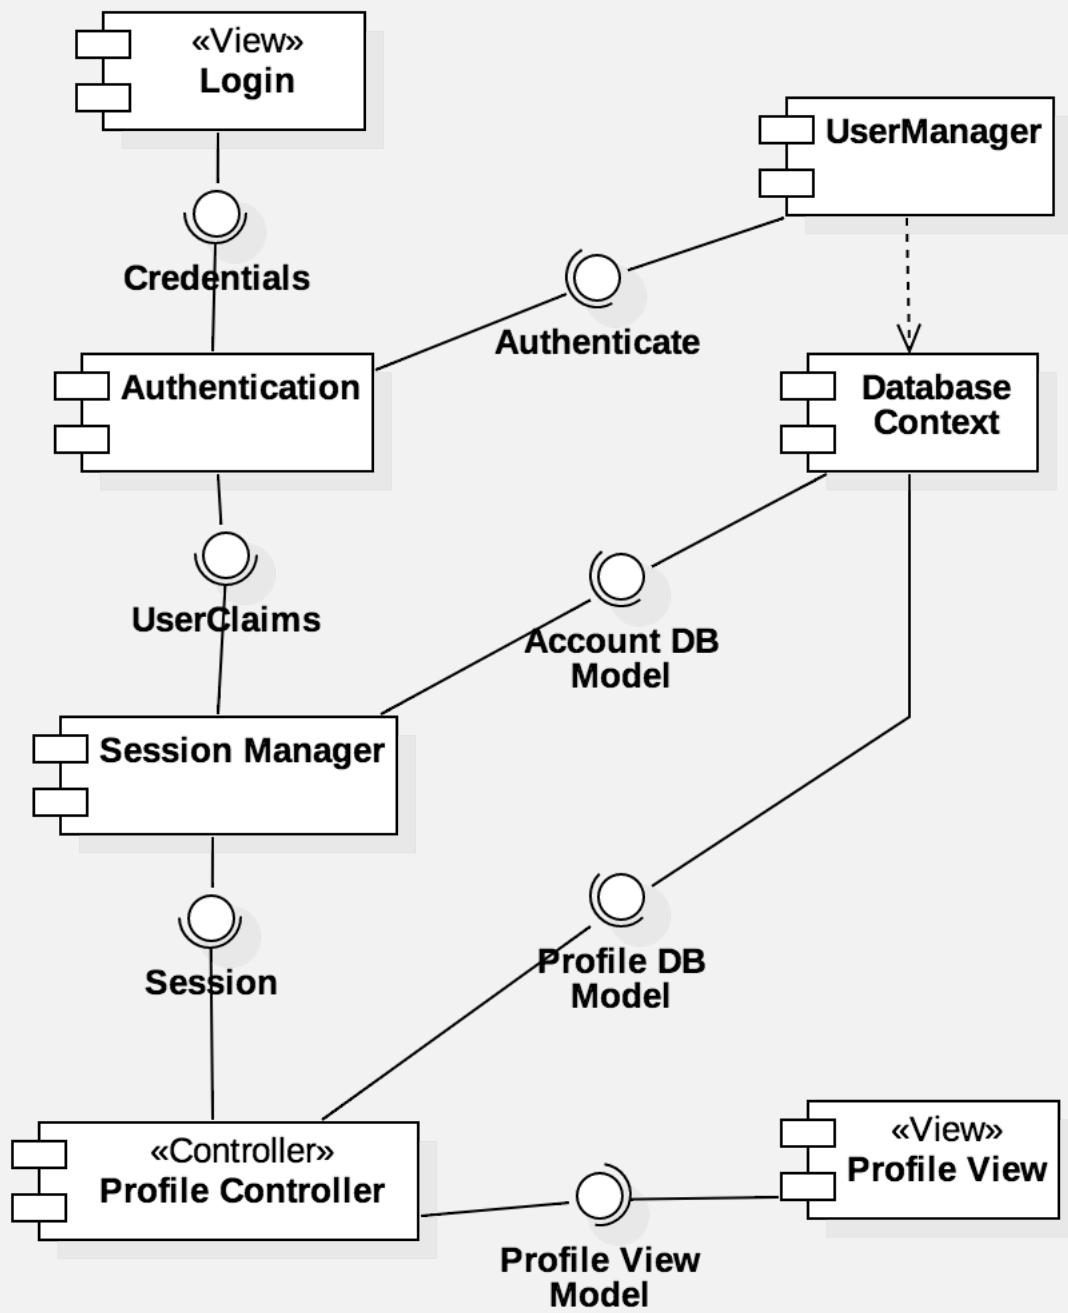 «View»
Login
UserManager
Credentials
Authenticate
Authentication
Database
Context
UserClaims
Account DB
Model
Session Manager
Profile DB
Model
Session
«Controller»
Profile Controller
«View»
Profile View
Profile View
Model